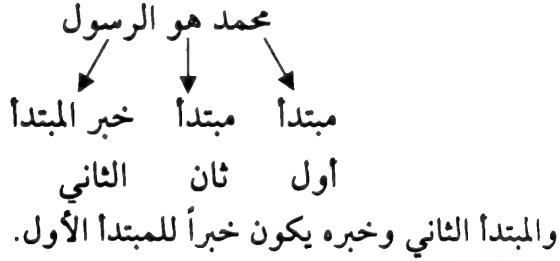 محمد هو الرسول
مبتدأ مبتدأ خبر المبتدأ
أول ثان الثاني
والمبتدأ الثاني وخبره يكون خبراً للمبتدأ الأول.